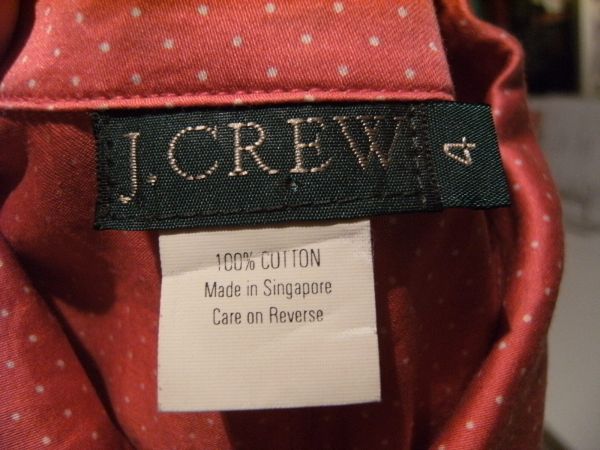 J.CREW 4
100% COTTON
Made in Singapore
Care on Reverse